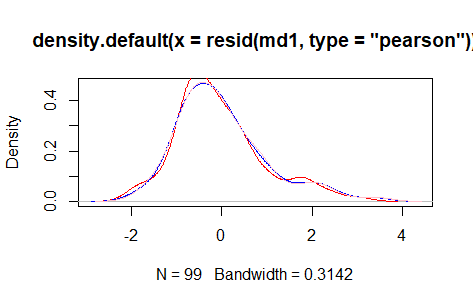 density.default(x = resid(md1, type = "pearson"))
Density
0.4
0.2
0.0
-2
0
2
4
N = 99 Bandwidth = 0.3142